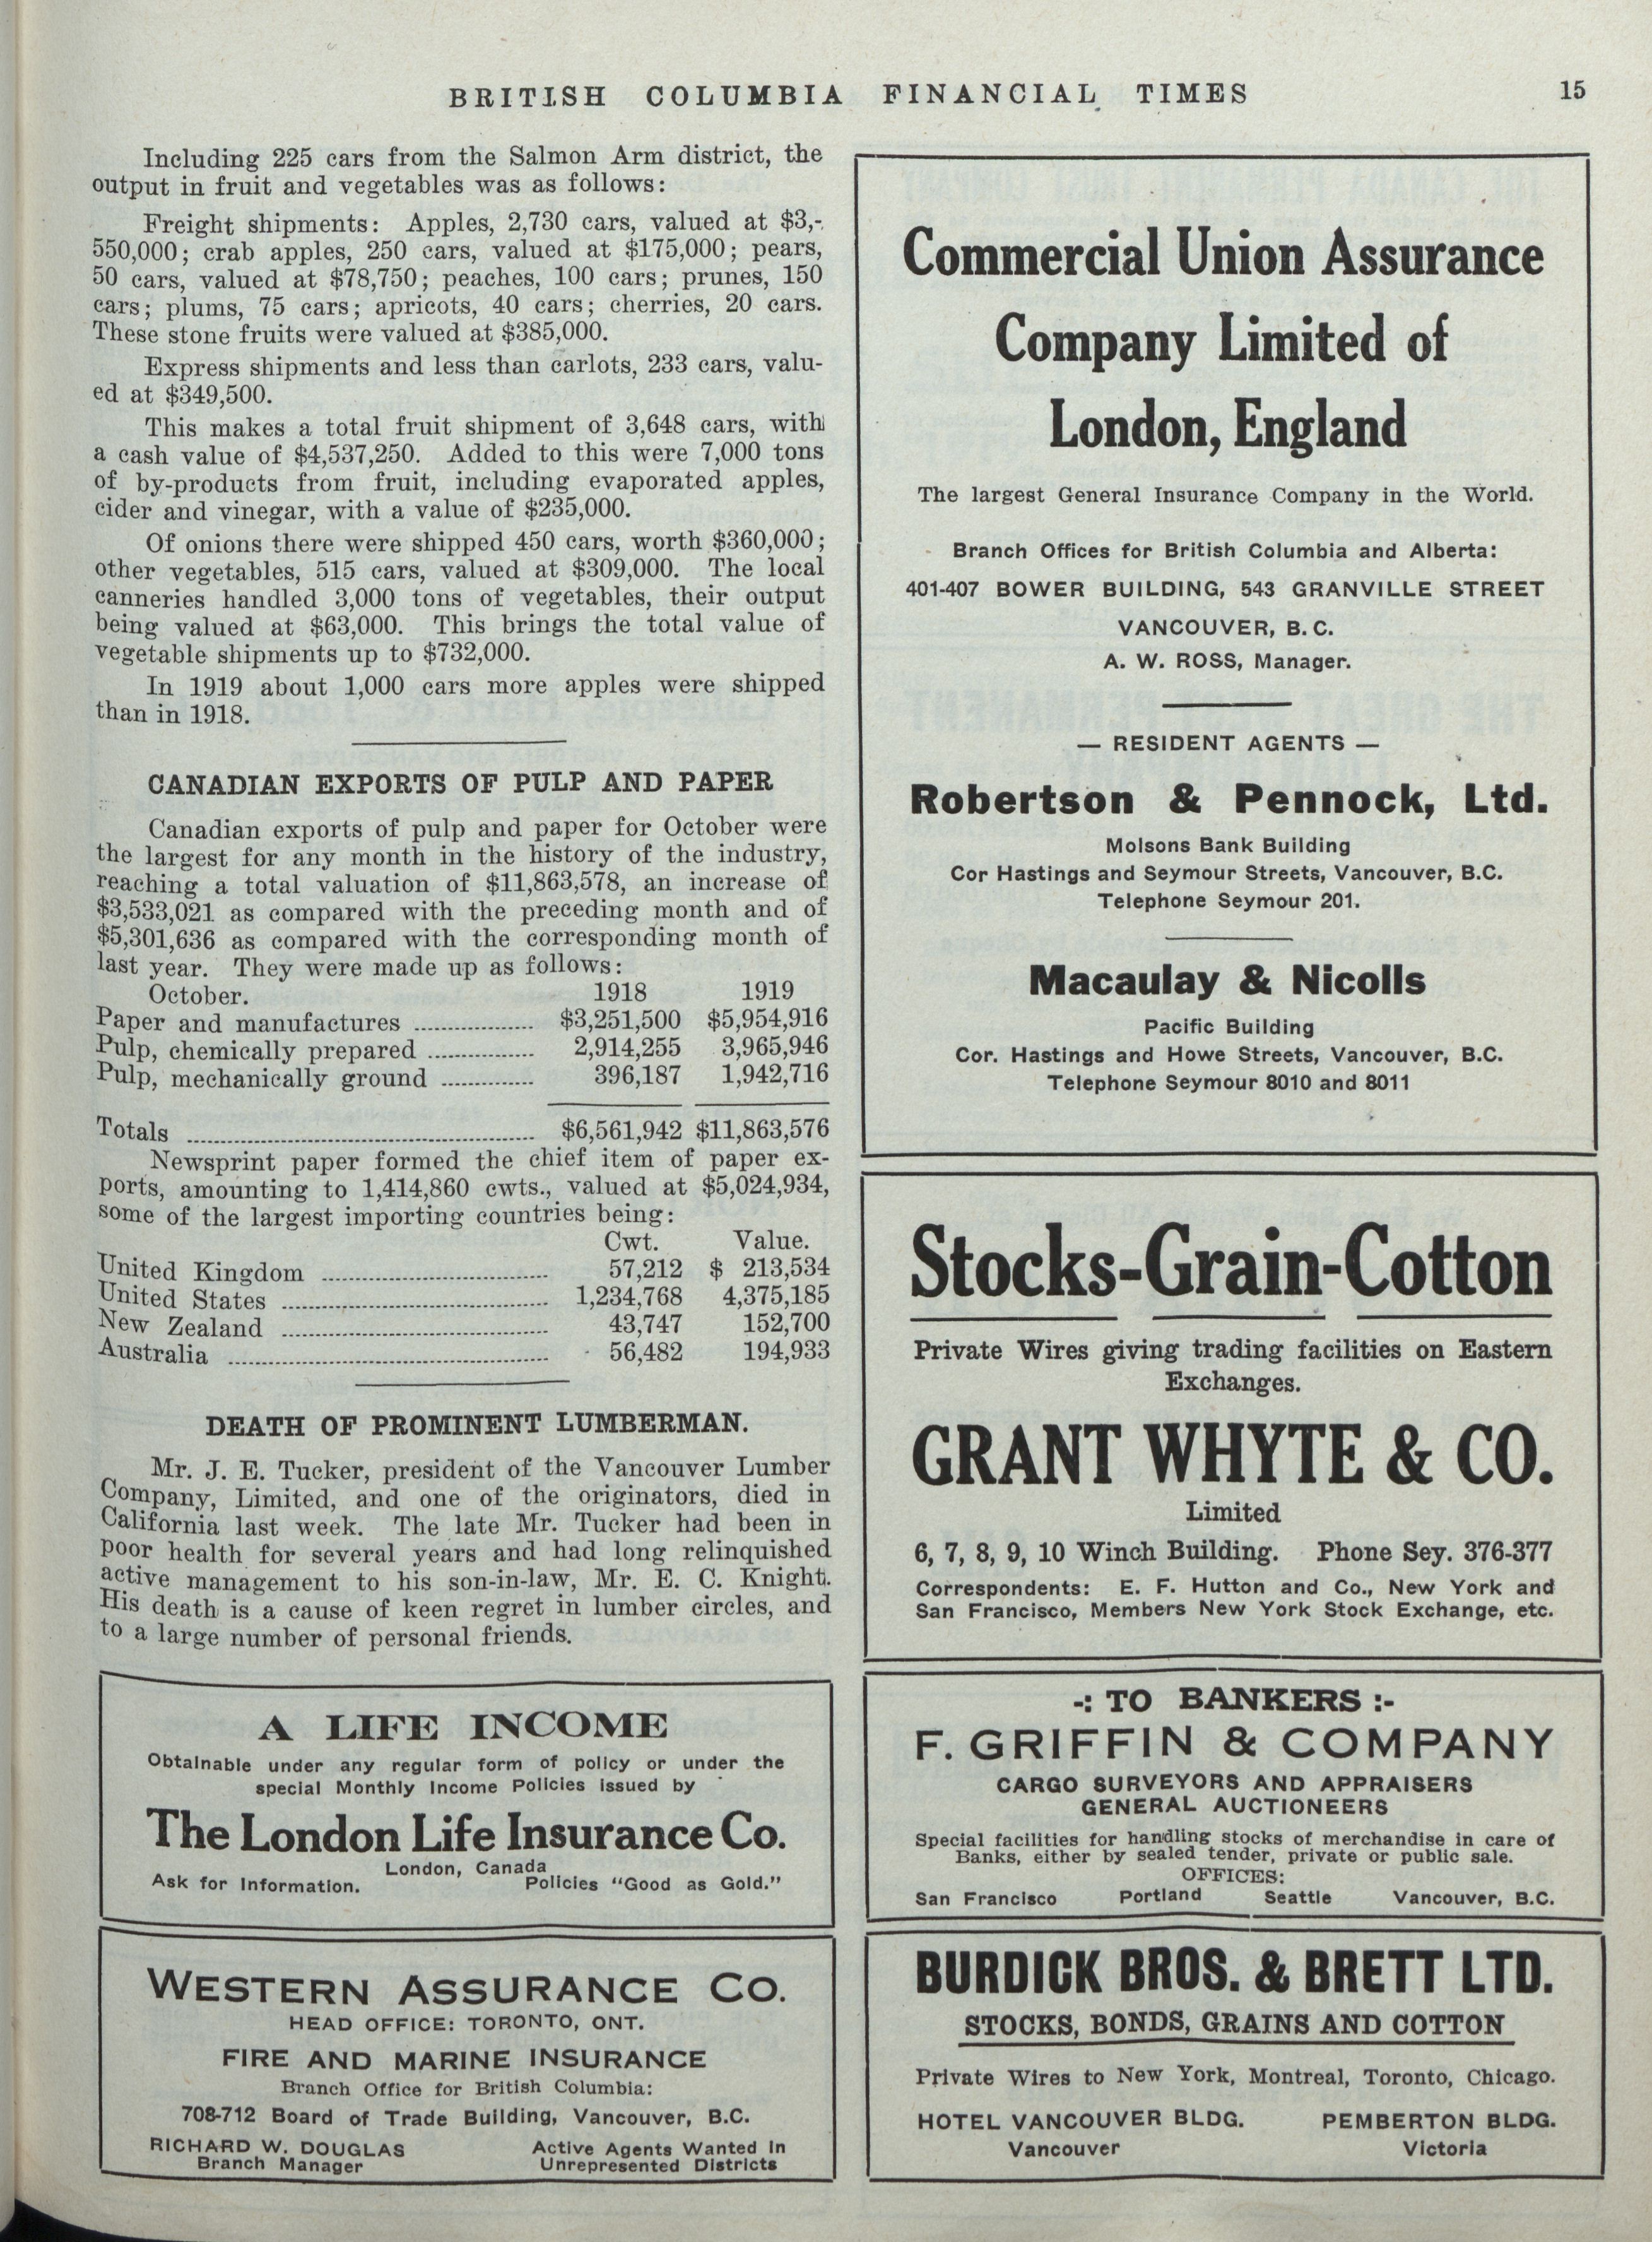 BRITISH COLUMBIA FINANCIAL TIMES 15
Including 225 cars from the Salmon Arm district, the
output in fruit and vegetables was as follows:
Freight shipments: Apples, 2,730 cars, valued at $3,-
550,000; crab apples, 250 cars, valued at $175,000; pears,
50 cars, valued at $78,750; peaches, 100 cars; prunes, 150
cars; plums, 75 cars; apricots, 40 cars; cherries, 20 cars.
These stone fruits were valued at $385,000.
Express shipments and less than carlots, 233 cars, valu-
ed at $349,500.
This makes a total fruit shipment of 3,648 cars, with
a cash value of $4,537,250. Added to this were 7,000 tons
of by-products from fruit, including evaporated apples,
cider and vinegar, with a value of $235,000.
Of onions there were shipped 450 cars, worth $360,000;
other vegetables, 515 cars, valued at $309,000. The local
canneries handled 3,000 tons of vegetables, their output
being valued at $63,000. This brings the total value of
vegetable shipments up to $732,000.
In 1919 about 1,000 cars more apples were shipped
than in 1918.
CANADIAN EXPORTS OF PULP AND PAPER
Canadian exports of pulp and paper for October were
the largest for any month in the history of the industry,
reaching a total valuation of $11,863,578, an increase of
$3,533,021 as compared with the preceding month and of
$5,301,636 as compared with the corresponding month of
last year. They were made up as follows:
October. 1918 1919
Paper and manufactures ................. $3,251,500 $5,954,916
Pulp, chemically prepared ............... 2,914,255 3,965,946
Pulp, mechanically ground ............. 396,187 1,942,716
Totals ................................................ $6,561,942 $11,863,576
Newsprint paper formed the chief item of paper ex-
ports, amounting to 1,414,860 cwts., valued at $5,024,934,
some of the largest importing countries being:
Cwt. Value.
United Kingdom ................................ 57,212 $ 213,534
United States ..................................... 1,234,768 4,375,185
New Zealand ..................................... 43,747 152,700
Australia ............................................ 56,482 194,933
DEATH OF PROMINENT LUMBERMAN.
Mr. J. E. Tucker, president of the Vancouver Lumber
Company, Limited, and one of the originators, died in
California last week. The late Mr. Tucker had been in
poor health for several years and had long relinquished
active management to his son-in-law, Mr. E. C. Knight.
His death is a cause of keen regret in lumber circles, and
to a large number of personal friends.
A LIFE INCOME
Obtainable under any regular form of policy or under the
special Monthly Income Policies issued by
The London Life Insurance Co.
London, Canada
Ask for Information. Policies "Good as Gold."
WESTERN ASSURANCE CO.
HEAD OFFICE: TORONTO, ONT.
FIRE AND MARINE INSURANCE
Branch Office for British Columbia:
708-712 Board of Trade Building, Vancouver, B.C.
RICHARD W. DOUGLAS Active Agents Wanted in
Branch Manager Unrepresented Districts
Commercial Union Assurance
Company Limited of
London, England
The largest General Insurance Company in the World.
Branch Offices for British Columbia and Alberta:
401-407 BOWER BUILDING, 543 GRANVILLE STREET
VANCOUVER, B. C.
A. W. ROSS, Manager.
— RESIDENT AGENTS —
Robertson & Pennock, Ltd.
Molsons Bank Building
Cor Hastings and Seymour Streets, Vancouver, B.C.
Telephone Seymour 201.
Macaulay & Nicolls
Pacific Building
Cor. Hastings and Howe Streets, Vancouver, B.C.
Telephone Seymour 8010 and 8011
Stocks-Grain-Cotton
Private Wires giving trading facilities on Eastern
Exchanges.
GRANT WHYTE & CO.
Limited
6, 7, 8, 9, 10 Winch Building. Phone Sey. 376-377
Correspondents: E. F. Hutton and Co., New York and
San Francisco, Members New York Stock Exchange, etc.
-: TO BANKERS :-
F. GRIFFIN & COMPANY
CARGO SURVEYORS AND APPRAISERS
GENERAL AUCTIONEERS
Special facilities for handling stocks of merchandise in care of
Banks, either by sealed tender, private or public sale.
OFFICES:
San Francisco Portland Seattle Vancouver, B.C.
BURDICK BROS. & BRETT LTD.
STOCKS, BONDS, GRAINS AND COTTON
Private Wires to New York, Montreal, Toronto, Chicago.
HOTEL VANCOUVER BLDG. PEMBERTON BLDG.
Vancouver Victoria